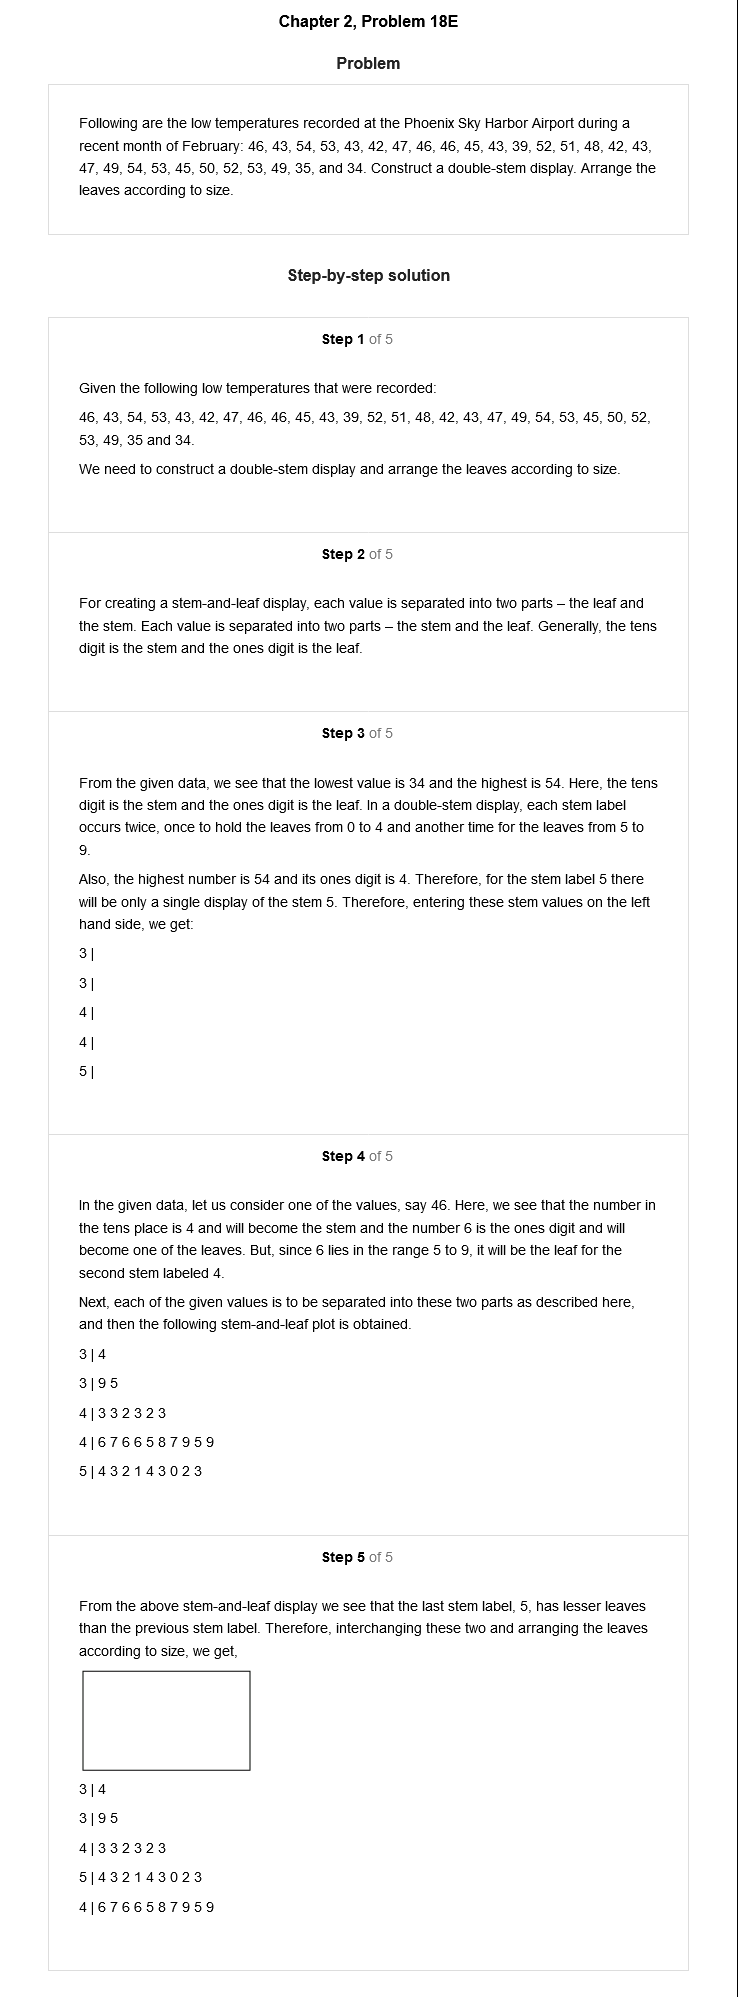 Chapter 2, Problem 18E
Problem
Following are the low temperatures recorded at the Phoenix Sky Harbor Airport during a
recent month of February: 46, 43, 54, 53, 43, 42, 47, 46, 46, 45, 43, 39, 52, 51, 48, 42, 43,
47, 49, 54, 53, 45, 50, 52, 53, 49, 35, and 34. Construct a double-stem display. Arrange the
leaves according to size.
Step-by-step solution
Step 1 of 5
Given the following low temperatures that were recorded:
46, 43, 54, 53, 43, 42, 47, 46, 46, 45, 43, 39, 52, 51, 48, 42, 43, 47, 49, 54, 53, 45, 50, 52,
53, 49, 35 and 34.
We need to construct a double-stem display and arrange the leaves according to size.
Step 2 of 5
For creating a stem-and-leaf display, each value is separated into two parts – the leaf and
the stem. Each value is separated into two parts – the stem and the leaf. Generally, the tens
digit is the stem and the ones digit is the leaf.
Step 3 of 5
From the given data, we see that the lowest value is 34 and the highest is 54. Here, the tens
digit is the stem and the ones digit is the leaf. In a double-stem display, each stem label
occurs twice, once to hold the leaves from 0 to 4 and another time for the leaves from 5 to
9.
Also, the highest number is 54 and its ones digit is 4. Therefore, for the stem label 5 there
will be only a single display of the stem 5. Therefore, entering these stem values on the left
hand side, we get:
3 |
3 |
4 |
4 |
5 |
Step 4 of 5
In the given data, let us consider one of the values, say 46. Here, we see that the number in
the tens place is 4 and will become the stem and the number 6 is the ones digit and will
become one of the leaves. But, since 6 lies in the range 5 to 9, it will be the leaf for the
second stem labeled 4.
Next, each of the given values is to be separated into these two parts as described here,
and then the following stem-and-leaf plot is obtained.
3 | 4
3 | 9 5
4 | 3 3 2 3 2 3
4 | 6 7 6 6 5 8 7 9 5 9
5 | 4 3 2 1 4 3 0 2 3
Step 5 of 5
From the above stem-and-leaf display we see that the last stem label, 5, has lesser leaves
than the previous stem label. Therefore, interchanging these two and arranging the leaves
according to size, we get,
3 | 4
3 | 9 5
4 | 3 3 2 3 2 3
5 | 4 3 2 1 4 3 0 2 3
4 | 6 7 6 6 5 8 7 9 5 9